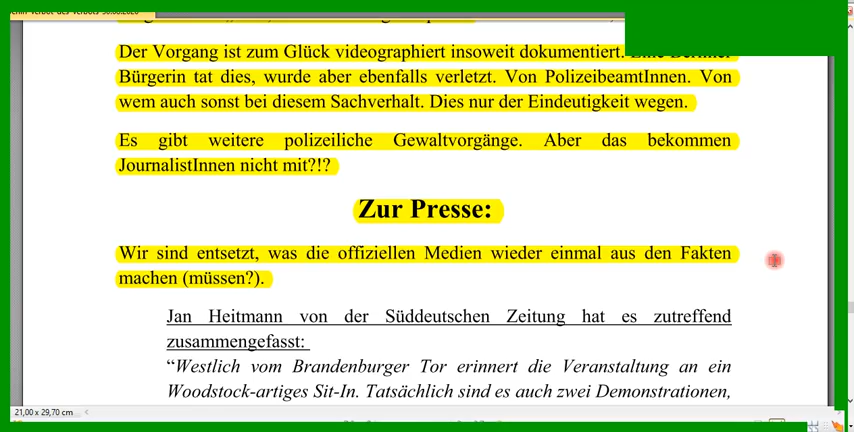 Der Vorgang ist zum Glück videographiert insoweit dokumentiert. Eine Berliner
Bürgerin tat dies, wurde aber ebenfalls verletzt. Von PolizeibeamtInnen. Von
wem auch sonst bei diesem Sachverhalt. Dies nur der Eindeutigkeit wegen.
Es gibt weitere polizeiliche Gewaltvorgänge. Aber das bekommen
JournalistInnen nicht mit?!?
Zur Presse:
Wir sind entsetzt, was die offiziellen Medien wieder einmal aus den Fakten
machen (müssen?).
Jan Heitmann von der Süddeutschen Zeitung hat es zutreffend
zusammengefasst:
“Westlich vom Brandenburger Tor erinnert die Veranstaltung an ein
Woodstock-artiges Sit-In. Tatsächlich sind es auch zwei Demonstrationen,
21,00 x 29,70 cm